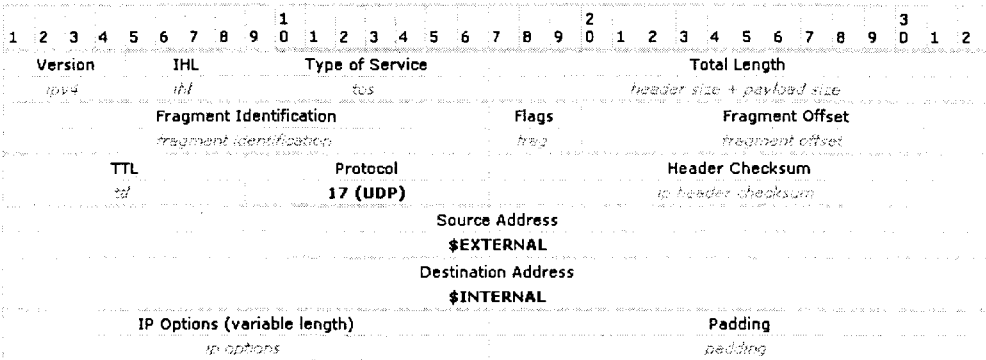 1 2 3
1 2 3 4 5 6 7 8 9 0 1 2 3 4 5 6 7 8 9 0 1 2 3 4 5 6 7 8 9 0 1 2
Version IHL Type of Service Total Length
ipv4 ihl tos header size + payload size
Fragment Identification Flags Fragment Offset
fragment identification frag fragment offset
TTL Protocol Header Checksum
ttl 17 (UDP) ip header checksum
Source Address
$EXTERNAL
Destination Address
$INTERNAL
IP Options (variable length) Padding
ip options padding